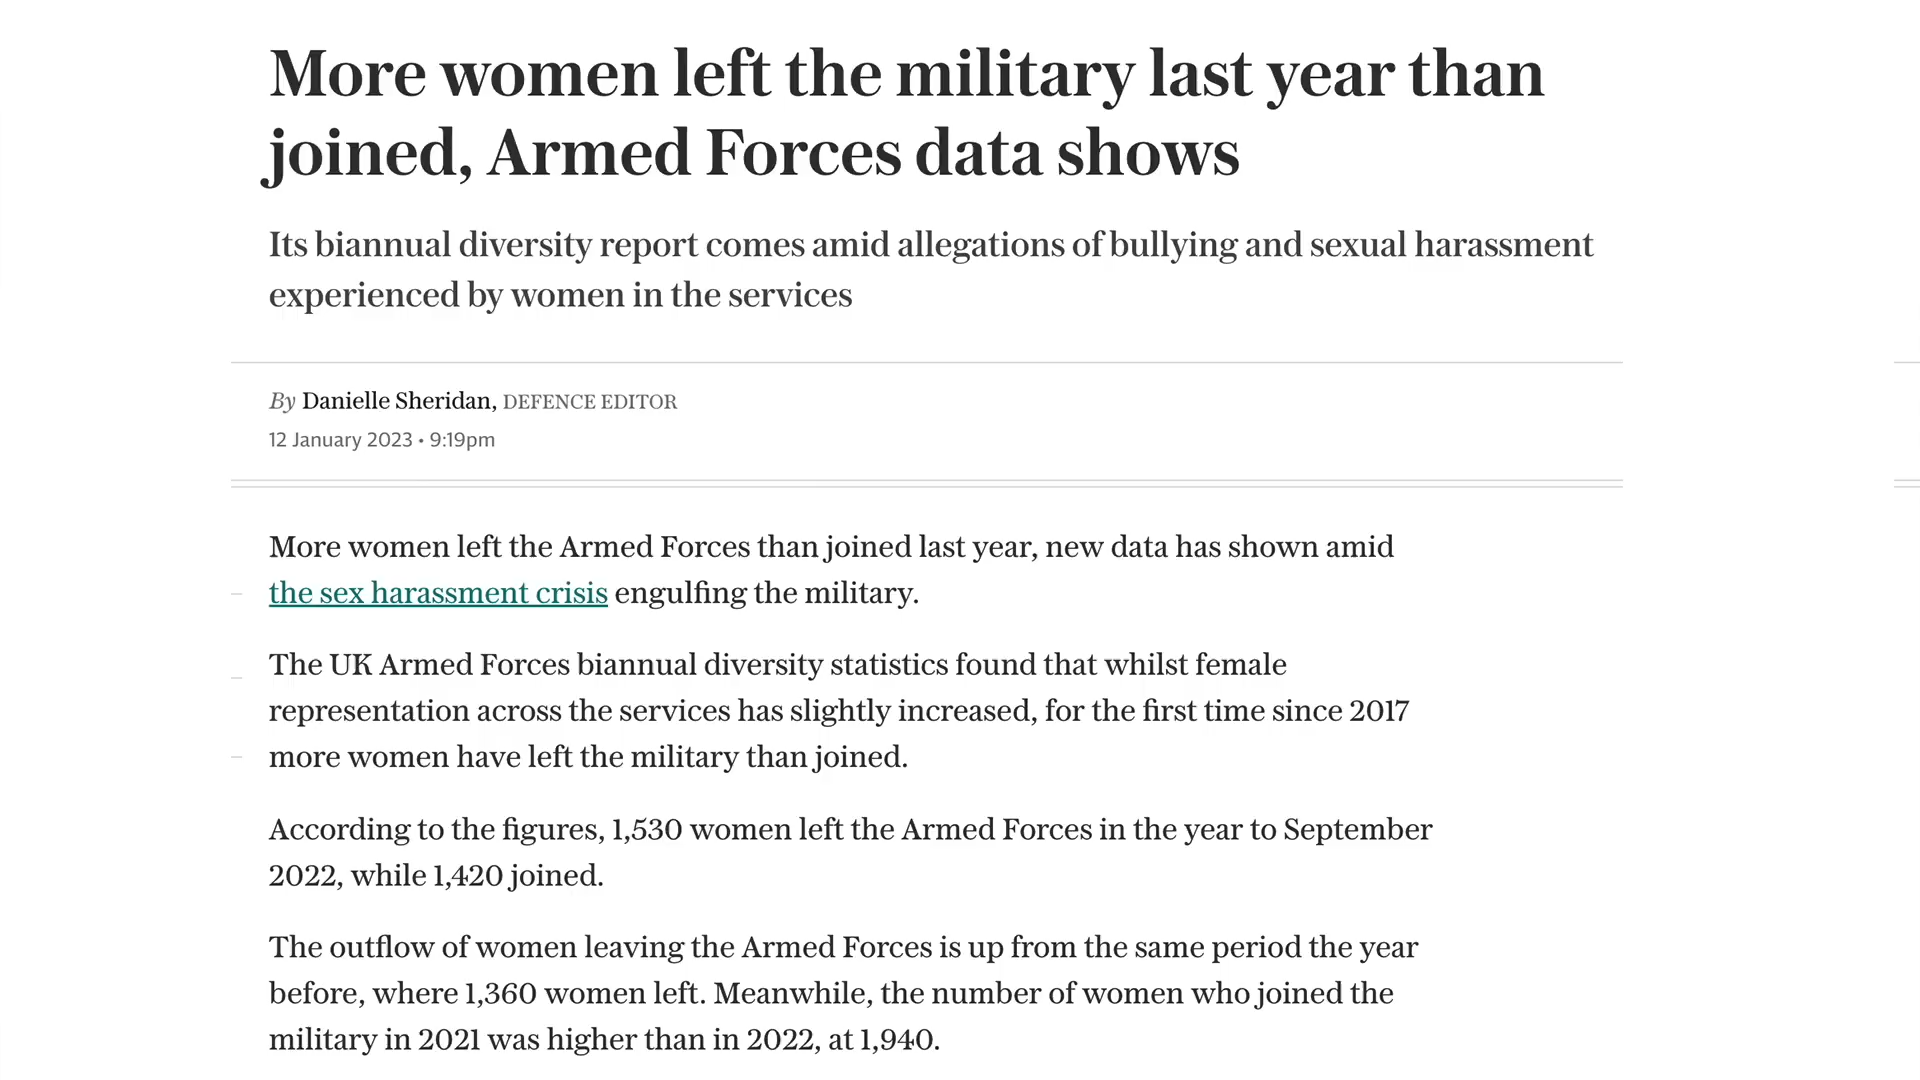 More women left the military last year than
joined, Armed Forces data shows
Its biannual diversity report comes amid allegations of bullying and sexual harassment
experienced by women in the services
By Danielle Sheridan, DEFENCE EDITOR
12 January 2023 • 9:19pm
More women left the Armed Forces than joined last year, new data has shown amid
the sex harassment crisis engulfing the military.
The UK Armed Forces biannual diversity statistics found that whilst female
representation across the services has slightly increased, for the first time since 2017
more women have left the military than joined.
According to the figures, 1,530 women left the Armed Forces in the year to September
2022, while 1,420 joined.
The outflow of women leaving the Armed Forces is up from the same period the year
before, where 1,360 women left. Meanwhile, the number of women who joined the
military in 2021 was higher than in 2022, at 1,940.